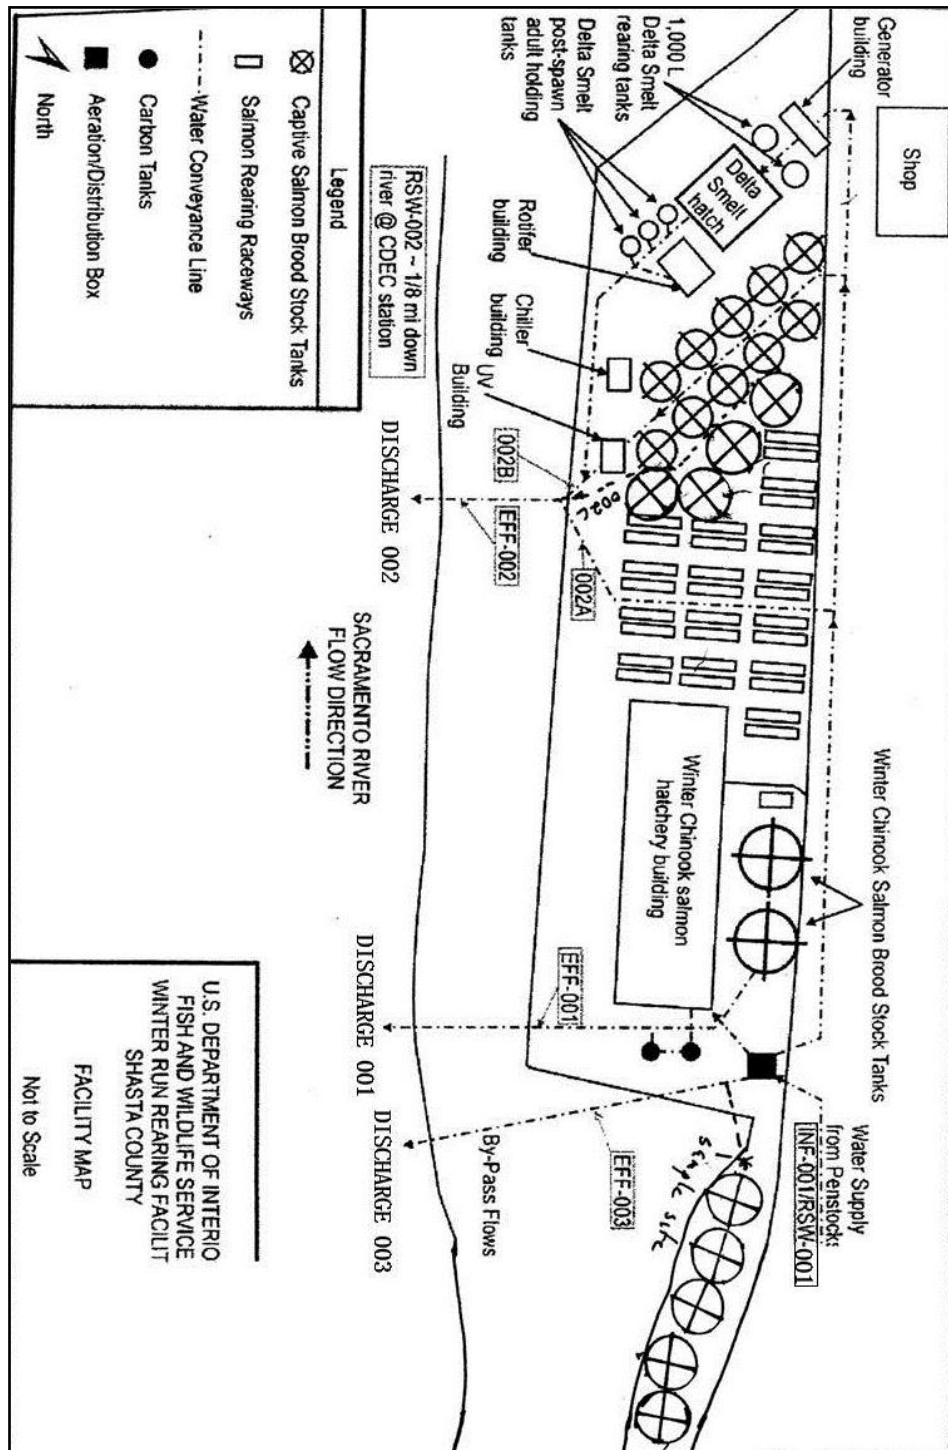 Shop
Generator
building
1,000 L
Delta Smelt
rearing tanks
Delta Smelt
post-spawn
adult holding
tanks
Delta
Smelt
hatch
Rotifer
building
Chiller
building
UV
Building
002B
002C
EFF-002
002A
DISCHARGE 002
RSW-002 ~ 1/8 mi down
river @ CDEC station
Legend
Captive Salmon Brood Stock Tanks
Salmon Rearing Raceways
Water Conveyance Line
Carbon Tanks
Aeration/Distribution Box
North
SACRAMENTO RIVER
FLOW DIRECTION
Winter Chinook Salmon Brood Stock Tanks
Winter Chinook salmon
hatchery building
EFF-001
DISCHARGE 001
Water Supply
from Penstocks
INF-001/RSW-001
sample site
EFF-003
By-Pass Flows
DISCHARGE 003
U.S. DEPARTMENT OF INTERIO
FISH AND WILDLIFE SERVICE
WINTER RUN REARING FACILIT
SHASTA COUNTY
FACILITY MAP
Not to Scale